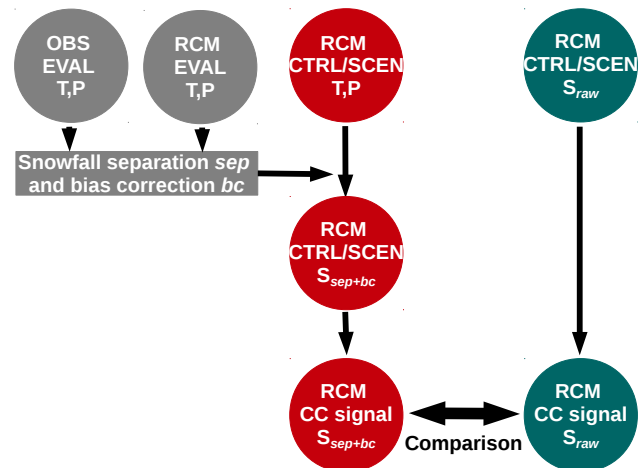 OBS
EVAL
T,P
RCM
EVAL
T,P
RCM
CTRL/SCEN
T,P
RCM
CTRL/SCEN
Sraw
Snowfall separation sep
and bias correction bc
RCM
CTRL/SCEN
Ssep+bc
RCM
CC signal
Ssep+bc
Comparison
RCM
CC signal
Sraw